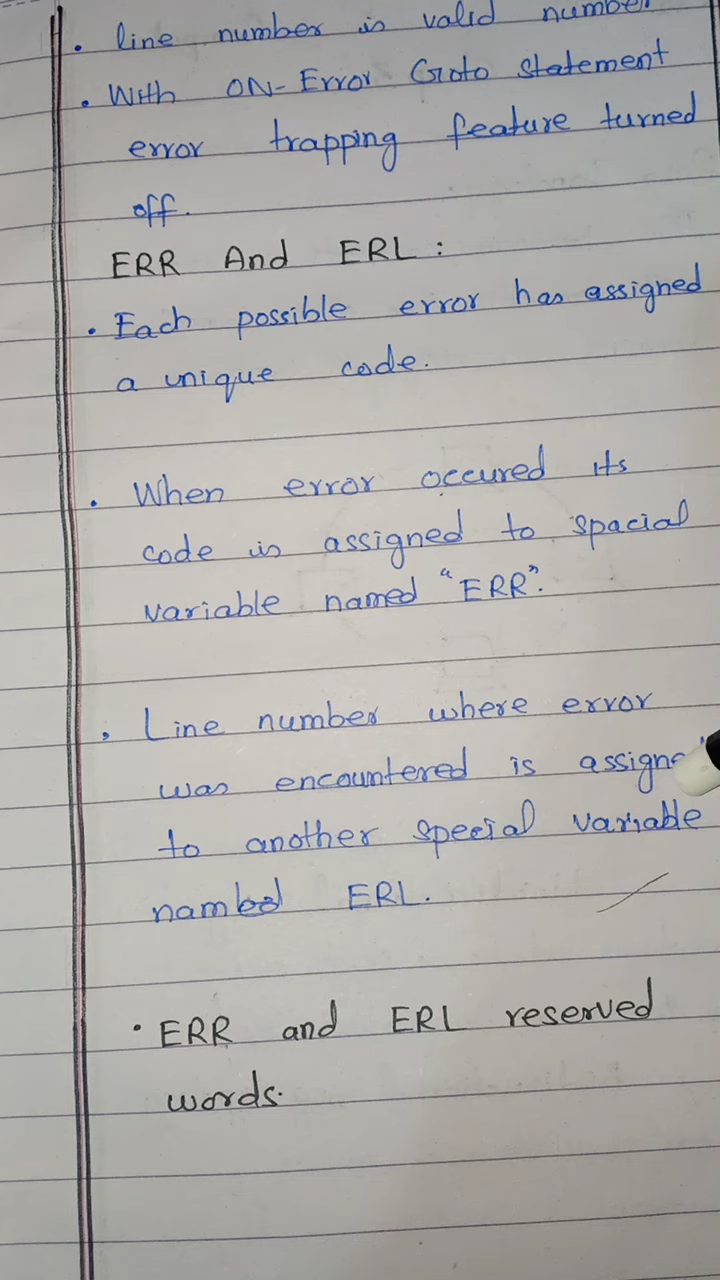 . line number is valid number
. With ON-Error Goto statement
error trapping feature turned
off.
ERR And ERL :
. Each possible error has assigned
a unique code.
. When error occured its
code is assigned to spacial
variable named "ERR".
. Line number where error
was encountered is assigne
to another special variable
named ERL.
• ERR and ERL reserved
words.